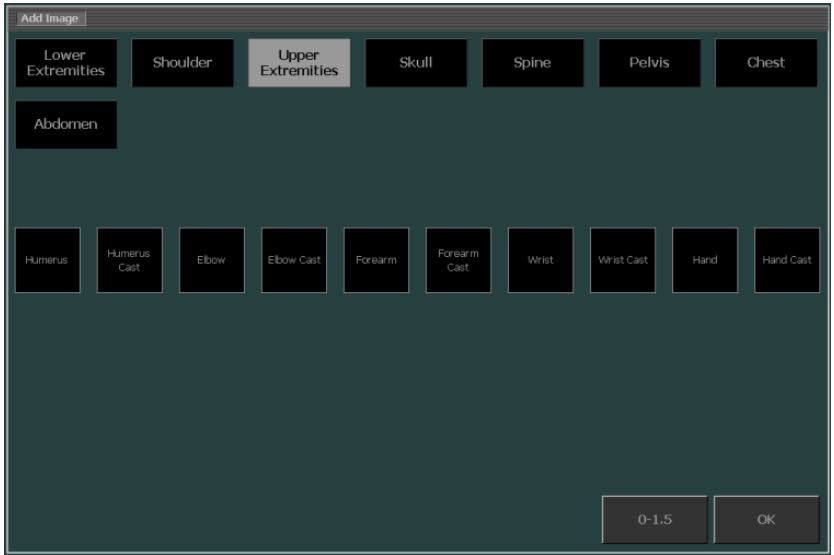 Add Image
Lower
Extremities
Shoulder
Upper
Extremities
Skull
Spine
Pelvis
Chest
Abdomen
Humerus
Humerus
Cast
Elbow
Elbow Cast
Forearm
Forearm
Cast
Wrist
Wrist Cast
Hand
Hand Cast
0-1.5
OK